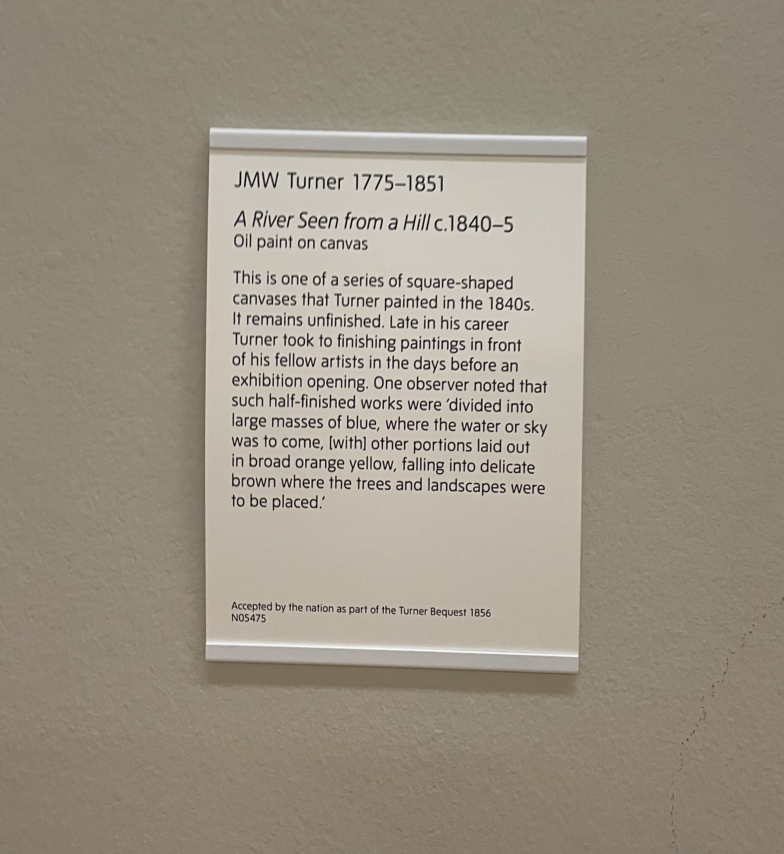 JMW Turner 1775–1851
A River Seen from a Hill c.1840–5
Oil paint on canvas
This is one of a series of square-shaped
canvases that Turner painted in the 1840s.
It remains unfinished. Late in his career
Turner took to finishing paintings in front
of his fellow artists in the days before an
exhibition opening. One observer noted that
such half-finished works were ‘divided into
large masses of blue, where the water or sky
was to come, [with] other portions laid out
in broad orange yellow, falling into delicate
brown where the trees and landscapes were
to be placed.’
Accepted by the nation as part of the Turner Bequest 1856
N05475